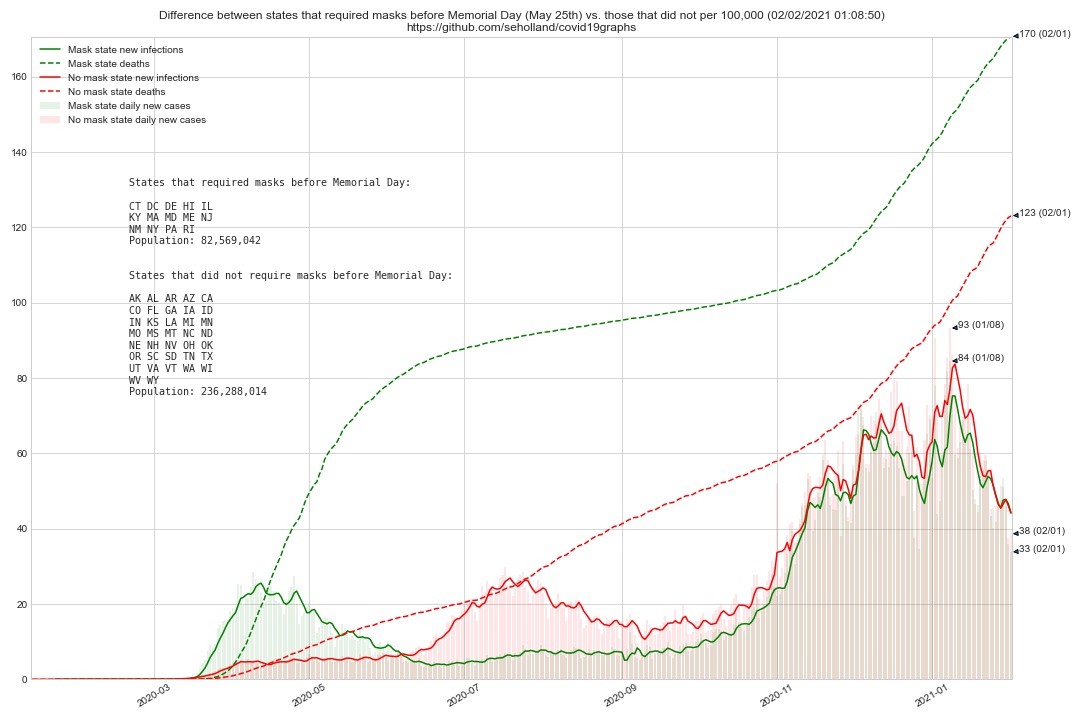 Difference between states that required masks before Memorial Day (May 25th) vs. those that did not per 100,000 (02/02/2021 01:08:50)
https://github.com/seholland/covid19graphs
Mask state new infections
Mask state deaths
No mask state new infections
No mask state deaths
Mask state daily new cases
No mask state daily new cases
States that required masks before Memorial Day:
CT DC DE HI IL
KY MA MD ME NJ
NM NY PA RI
Population: 82,569,042
States that did not require masks before Memorial Day:
AK AL AR AZ CA
CO FL GA IA ID
IN KS LA MI MN
MO MS MT NC ND
NE NH NV OH OK
OR SC SD TN TX
UT VA VT WA WI
WV WY
Population: 236,288,014
170 (02/01)
123 (02/01)
93 (01/08)
84 (01/08)
38 (02/01)
33 (02/01)
160
140
120
100
80
60
40
20
0
2020-03
2020-05
2020-07
2020-09
2020-11
2021-01